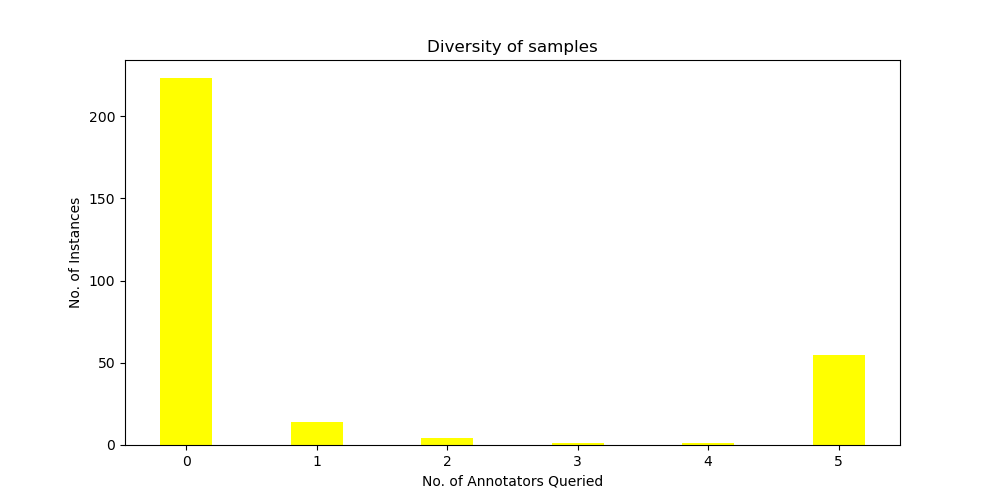 Diversity of samples
No. of Instances
200
150
100
50
0
0 1 2 3 4 5
No. of Annotators Queried